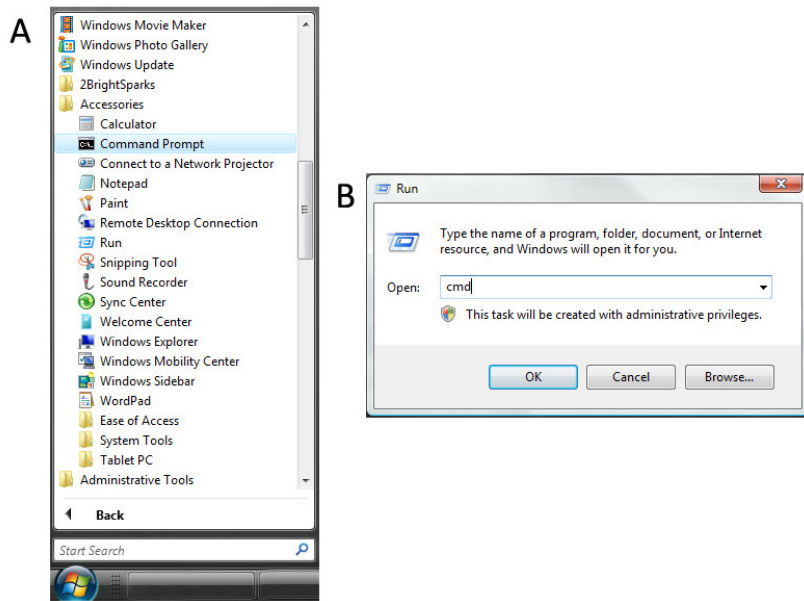 A
Windows Movie Maker
Windows Photo Gallery
Windows Update
2BrightSparks
Accessories
Calculator
Command Prompt
Connect to a Network Projector
Notepad
Paint
Remote Desktop Connection
Run
Snipping Tool
Sound Recorder
Sync Center
Welcome Center
Windows Explorer
Windows Mobility Center
Windows Sidebar
WordPad
Ease of Access
System Tools
Tablet PC
Administrative Tools
Back
Start Search
B
Run
Type the name of a program, folder, document, or Internet
resource, and Windows will open it for you.
Open: cmd
This task will be created with administrative privileges.
OK Cancel Browse...